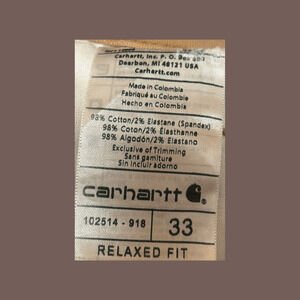 Carhartt, Inc. P. O. Box
Dearborn, MI 48121 USA
Carhartt.com
Made in Colombia
Fabriqué au Colombie
Hecho en Colombia
98% Cotton/2% Elastane (Spandex)
98% Coton/2% Élasthanne
98% Algodón/2% Elastano
Exclusive of Trimming
Sans garniture
Sin incluir adornos
carhartt
102514 - 918 33
RELAXED FIT